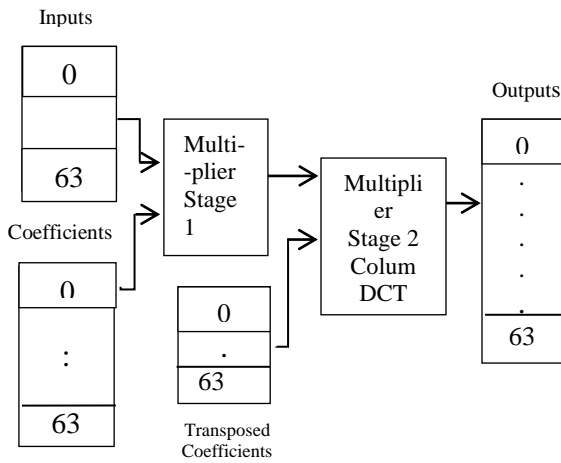 Inputs
0
63
Coefficients
0
:
63
Multi-
-plier
Stage
1
0
.
63
Transposed
Coefficients
Multipli
er
Stage 2
Colum
DCT
Outputs
0
.
.
.
.
.
63